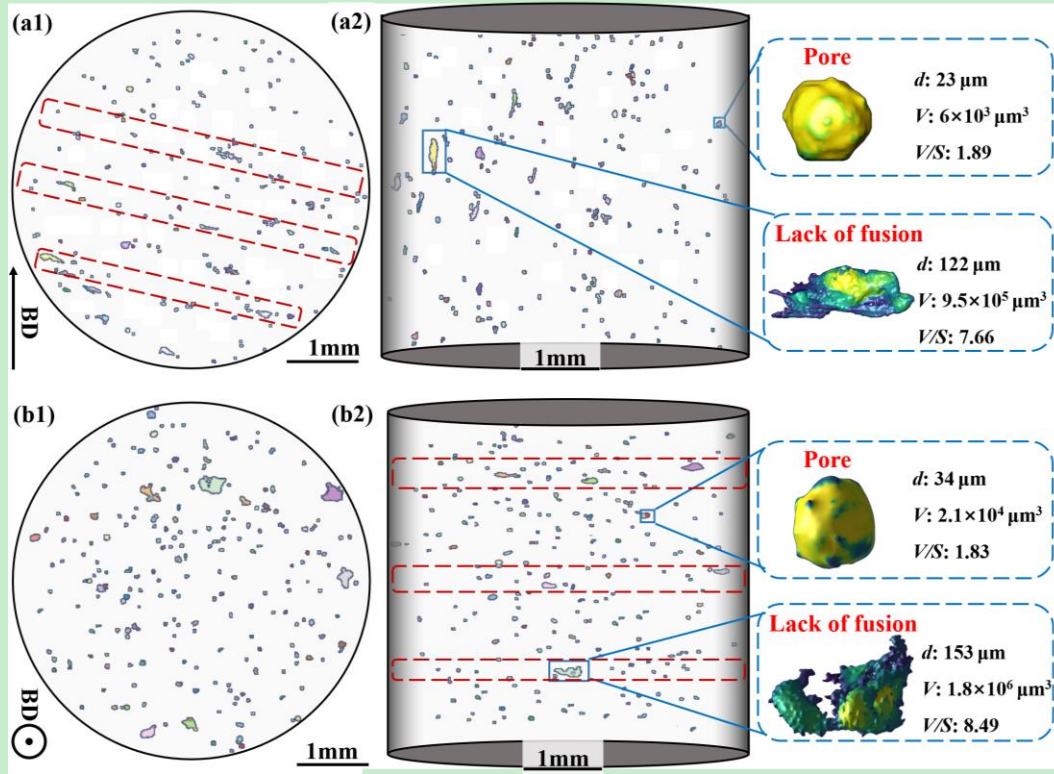 (a1)
BD
1mm
(a2)
1mm
Pore
d: 23 μm
V: 6×10³ μm³
V/S: 1.89
Lack of fusion
d: 122 μm
V: 9.5×10⁵ μm³
V/S: 7.66
(b1)
BD
1mm
(b2)
1mm
Pore
d: 34 μm
V: 2.1×10⁴ μm³
V/S: 1.83
Lack of fusion
d: 153 μm
V: 1.8×10⁶ μm³
V/S: 8.49